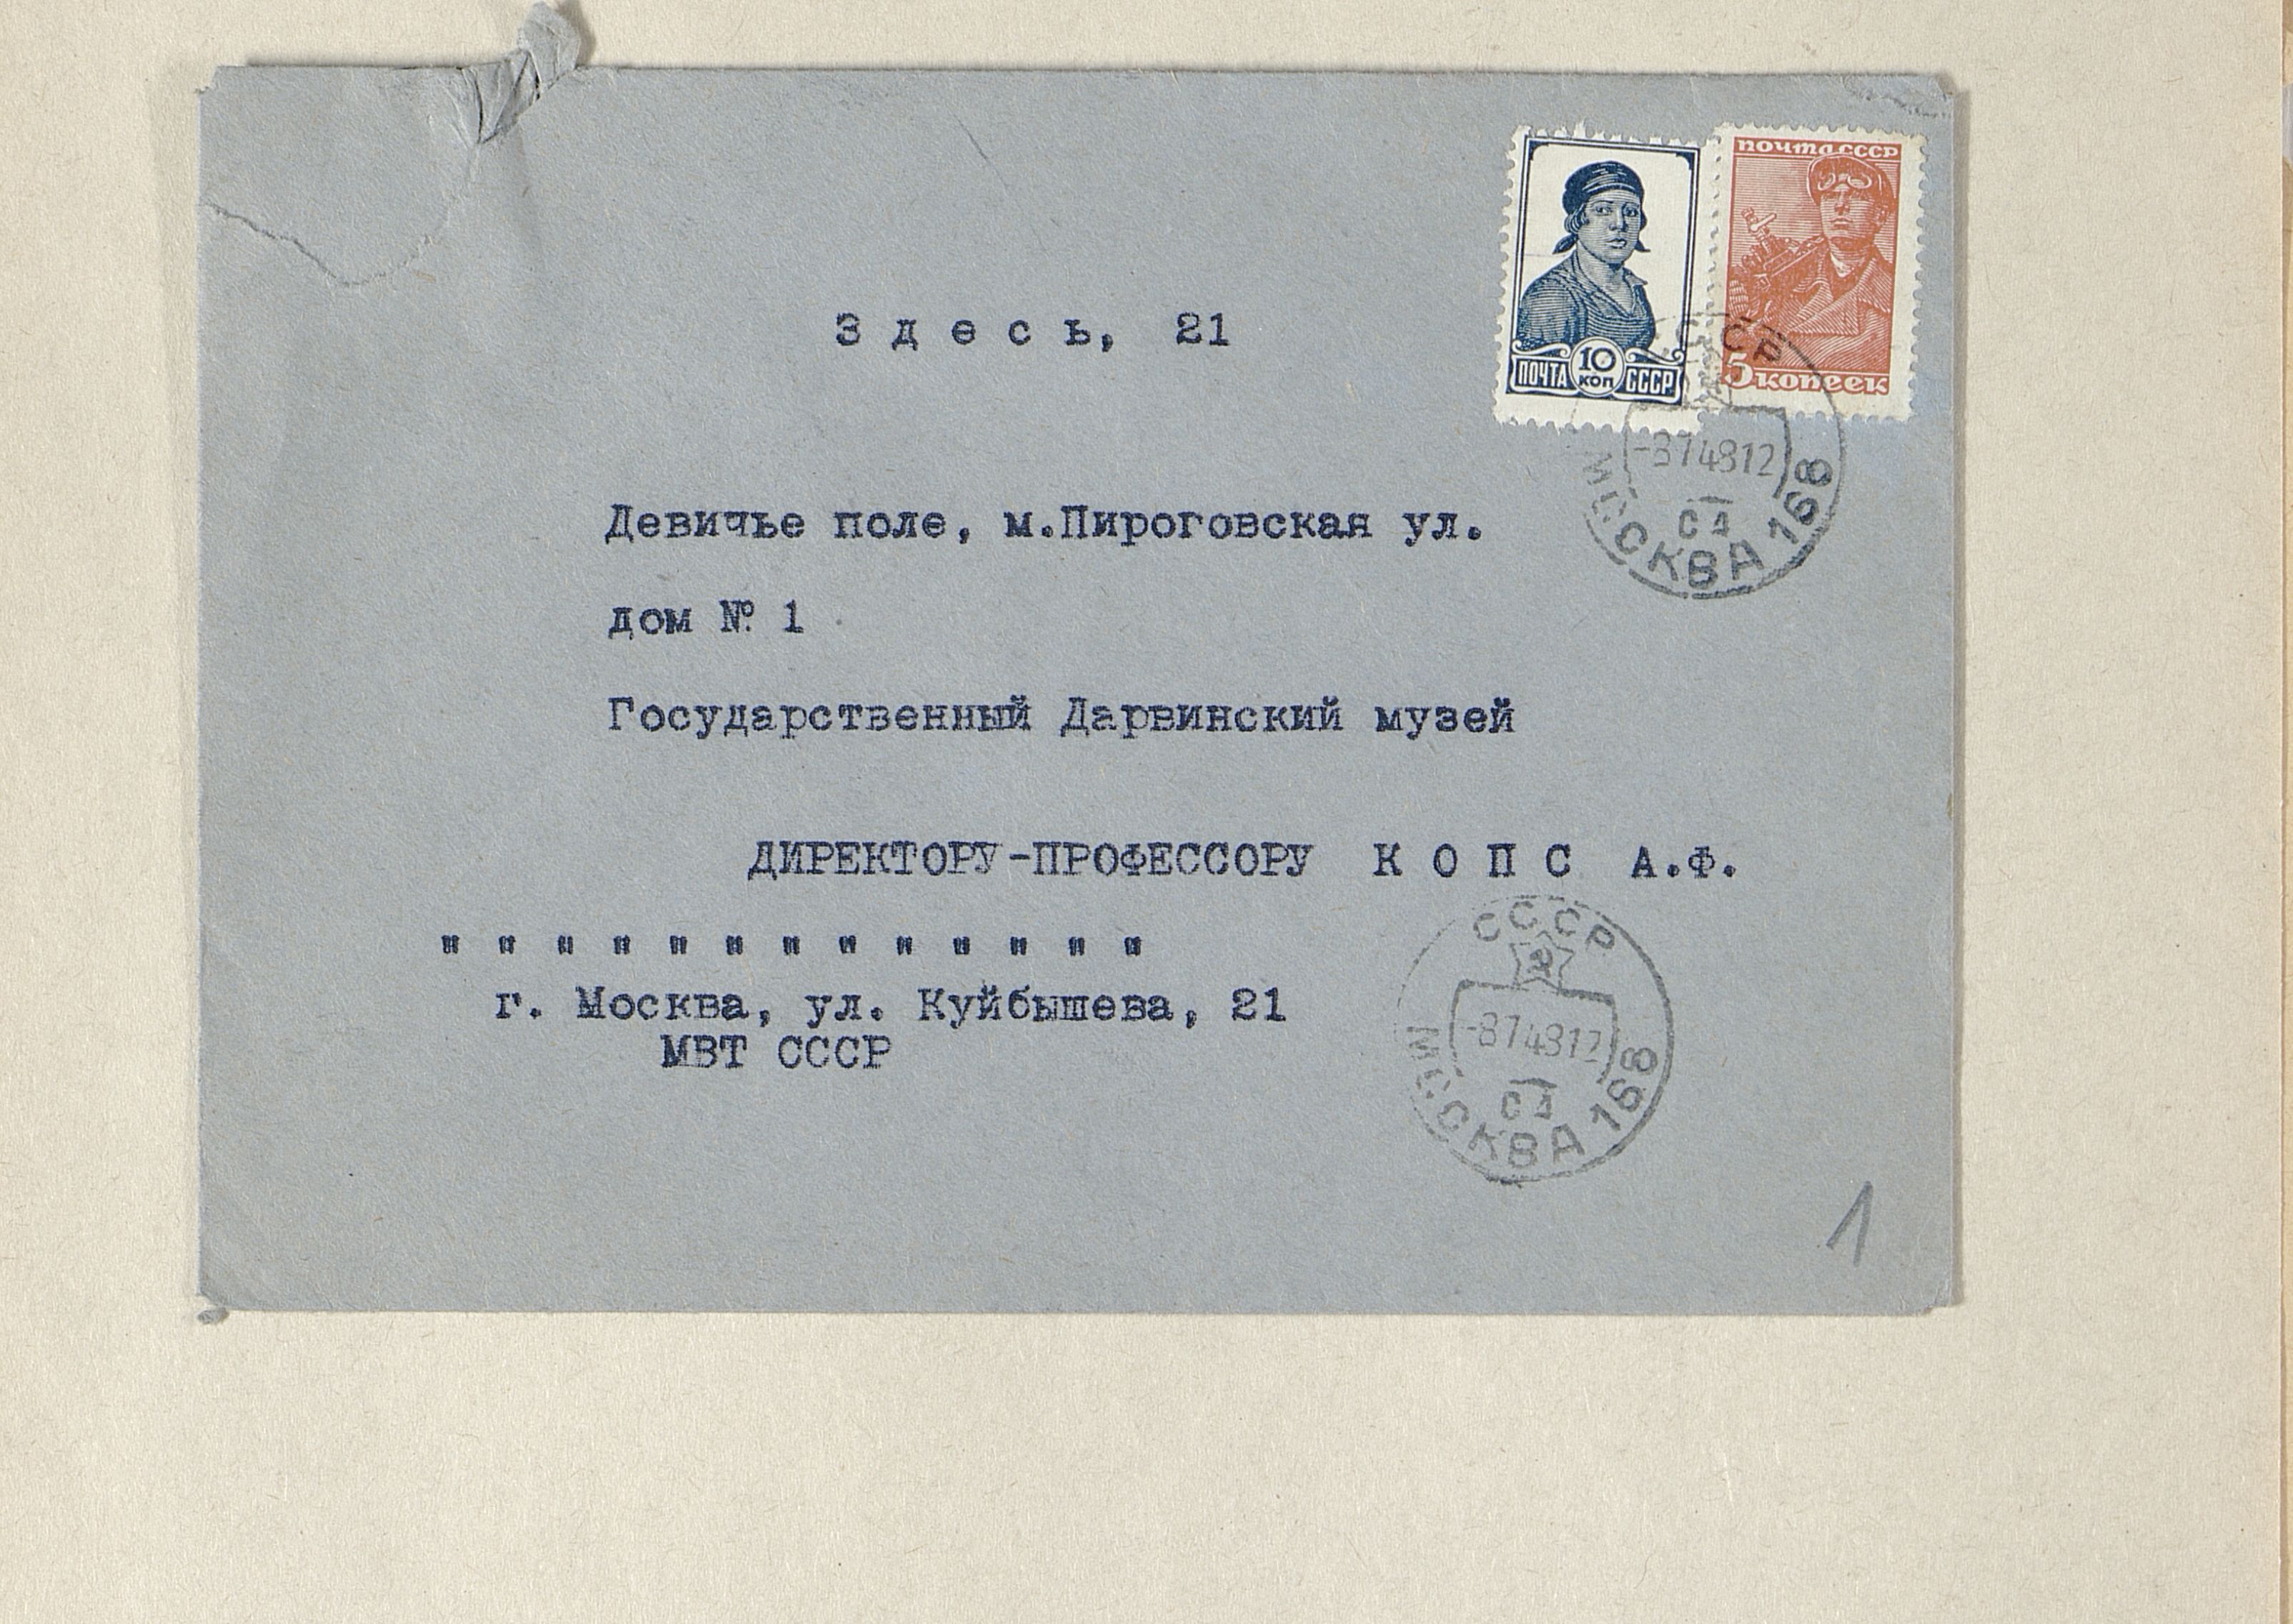 Здесь, 21
ПОЧТА 10 КОП СССР
почта СССР
5 копеек
СССР
-8 7 48 12
МОСКВА 168
Девичье поле, м.Пироговская ул.
дом № 1
Государственный Дарвинский музей
ДИРЕКТОРУ-ПРОФЕССОРУ КОПС А.Ф.
" " " " " " " " " " " " "
г. Москва, ул. Куйбышева, 21
МВТ СССР
СССР
-8 7 48 12
МОСКВА 168
1